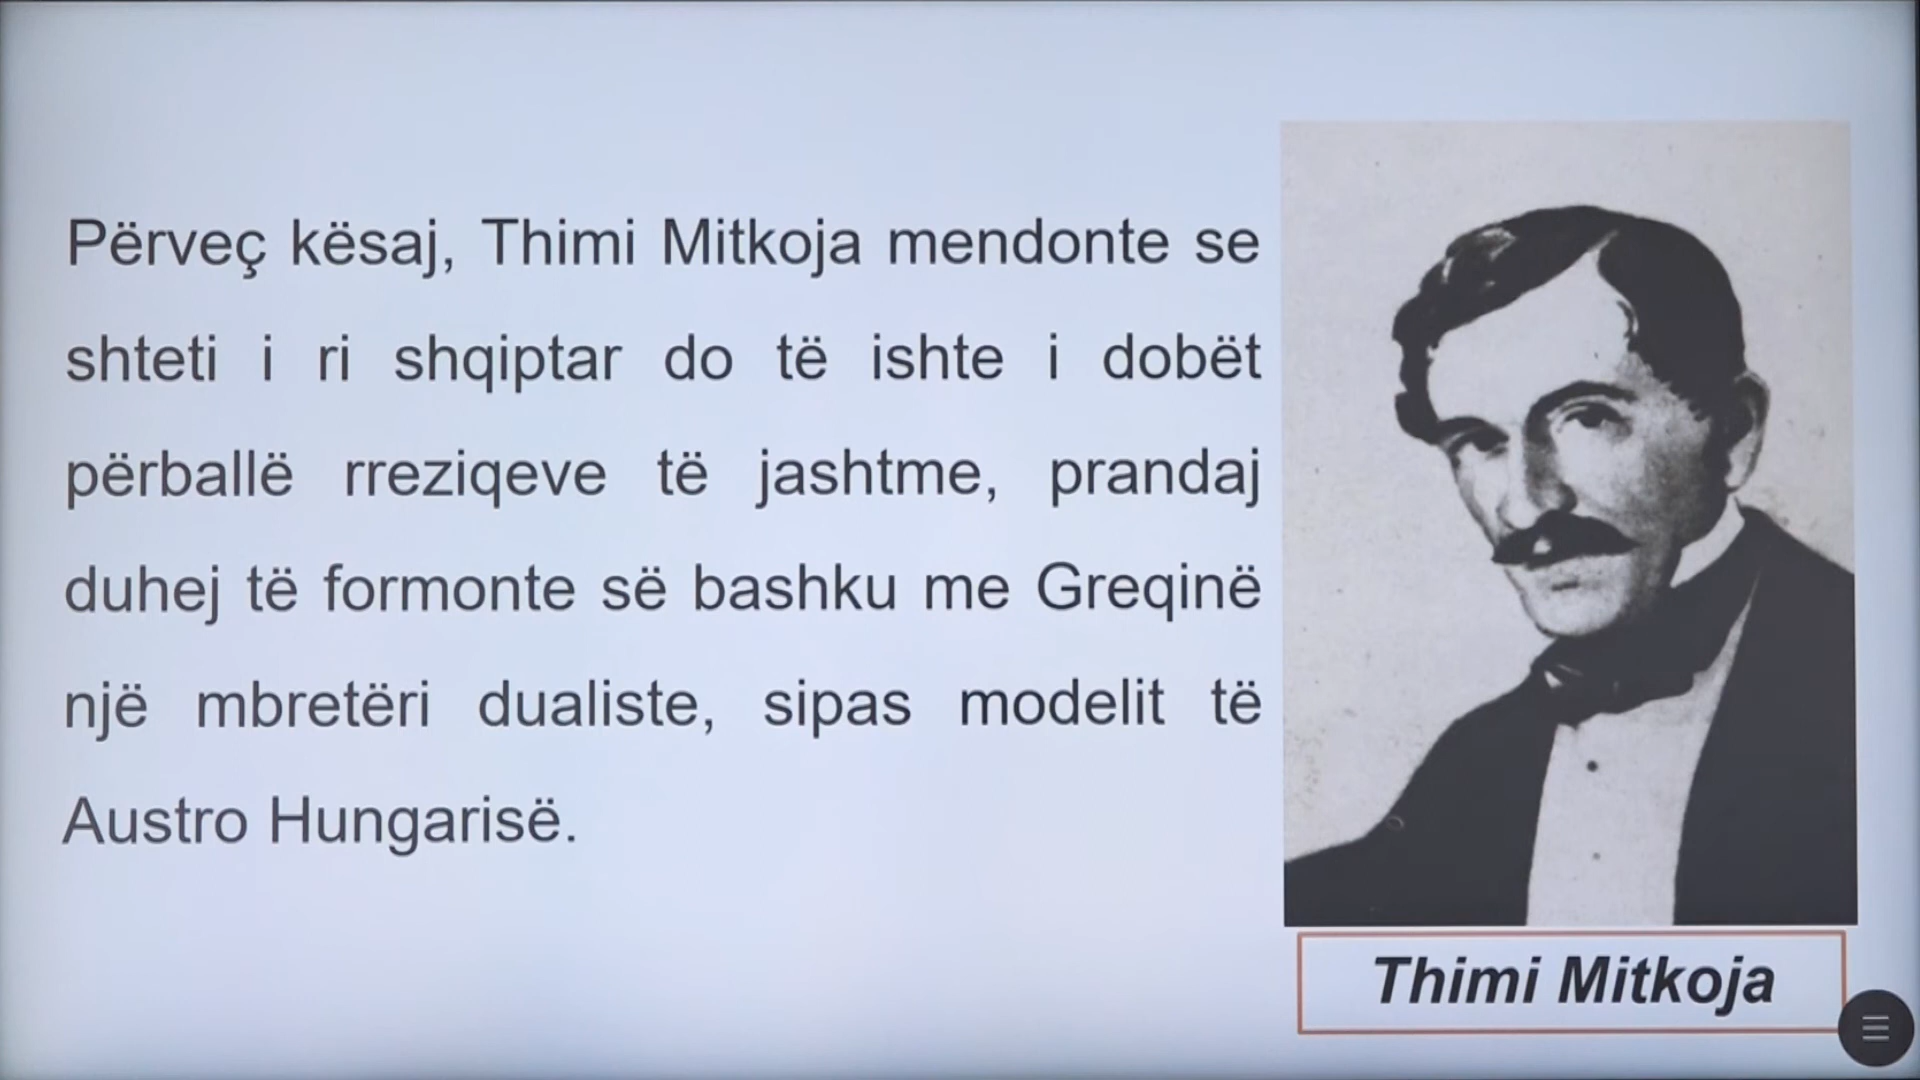 Përveç kësaj, Thimi Mitkoja mendonte se
shteti i ri shqiptar do të ishte i dobët
përballë rreziqeve të jashtme, prandaj
duhej të formonte së bashku me Greqinë
një mbretëri dualiste, sipas modelit të
Austro Hungarisë.
Thimi Mitkoja